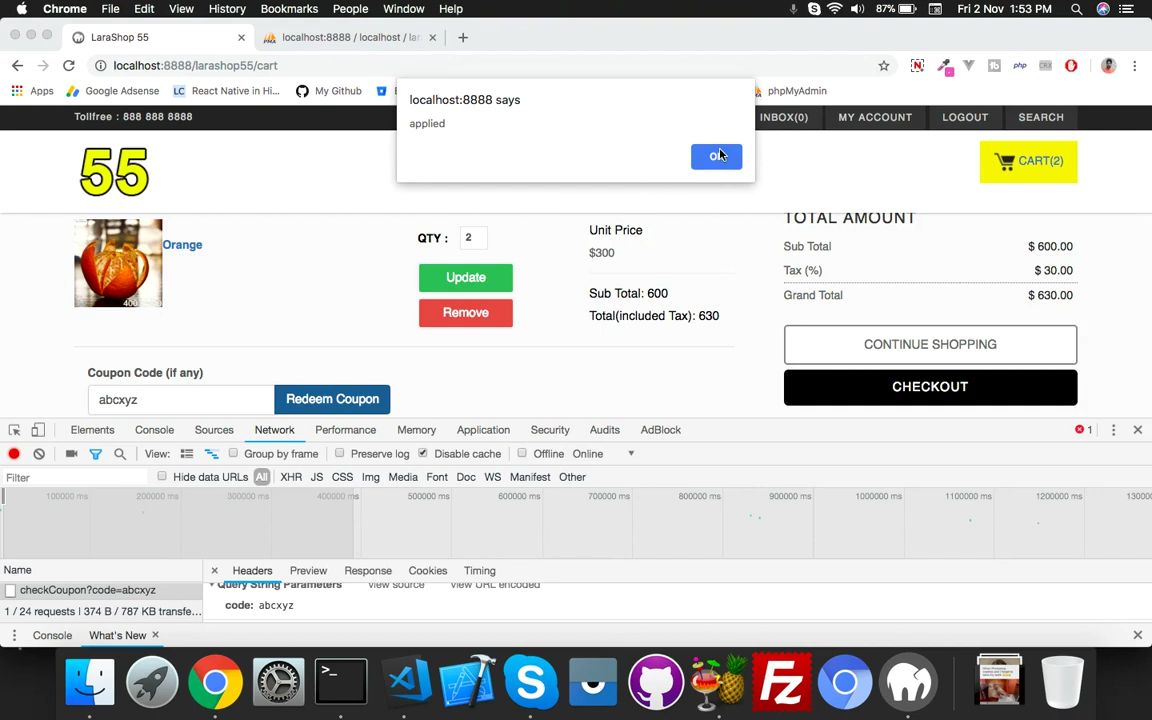 Chrome File Edit View History Bookmarks People Window Help 87% Fri 2 Nov 1:53 PM
LaraShop 55 localhost:8888 / localhost / lar
localhost:8888/larashop55/cart
Apps Google Adsense React Native in Hi... My Github phpMyAdmin
Tollfree : 888 888 8888 INBOX(0) MY ACCOUNT LOGOUT SEARCH
localhost:8888 says
applied
55
CART(2)
TOTAL AMOUNT
Orange
400
QTY : 2
Unit Price
$300
Sub Total $ 600.00
Tax (%) $ 30.00
Grand Total $ 630.00
Update
Remove
Sub Total: 600
Total(included Tax): 630
CONTINUE SHOPPING
CHECKOUT
Coupon Code (if any)
abcxyz Redeem Coupon
Elements Console Sources Network Performance Memory Application Security Audits AdBlock 1
View: Group by frame Preserve log Disable cache Offline Online
Filter Hide data URLs All XHR JS CSS Img Media Font Doc WS Manifest Other
100000 ms 200000 ms 300000 ms 400000 ms 500000 ms 600000 ms 700000 ms 800000 ms 900000 ms 1000000 ms 1100000 ms 1200000 ms 13000
Name Headers Preview Response Cookies Timing
checkCoupon?code=abcxyz
Query String Parameters view source view URL encoded
code: abcxyz
1 / 24 requests | 374 B / 787 KB transfe...
Console What's New